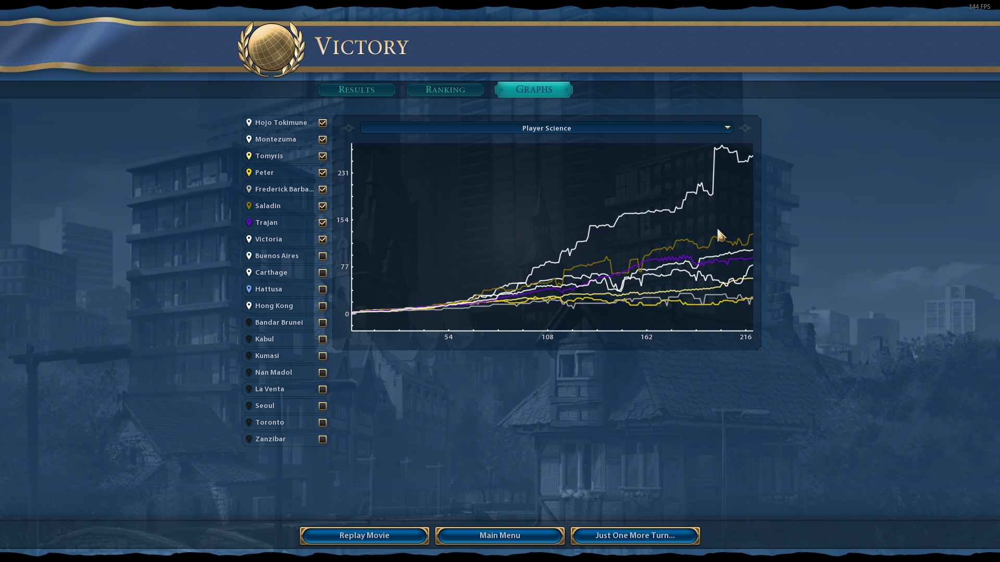 144 FPS
VICTORY
RESULTS
RANKING
GRAPHS
Hojo Tokimune
Montezuma
Tomyris
Peter
Frederick Barba...
Saladin
Trajan
Victoria
Buenos Aires
Carthage
Hattusa
Hong Kong
Bandar Brunei
Kabul
Kumasi
Nan Madol
La Venta
Seoul
Toronto
Zanzibar
Player Science
231
154
77
0
54
108
162
216
Replay Movie
Main Menu
Just One More Turn...